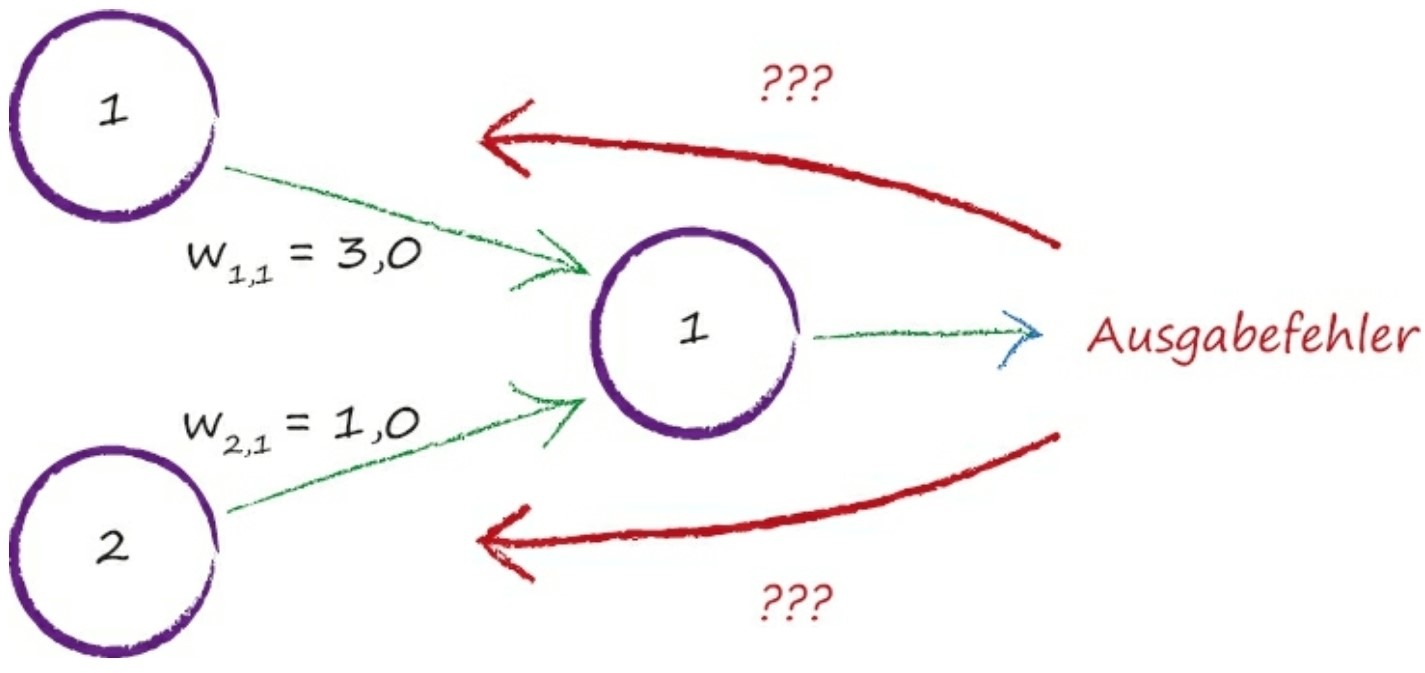 1
???
w1,1 = 3,0
1
Ausgabefehler
w2,1 = 1,0
2
???